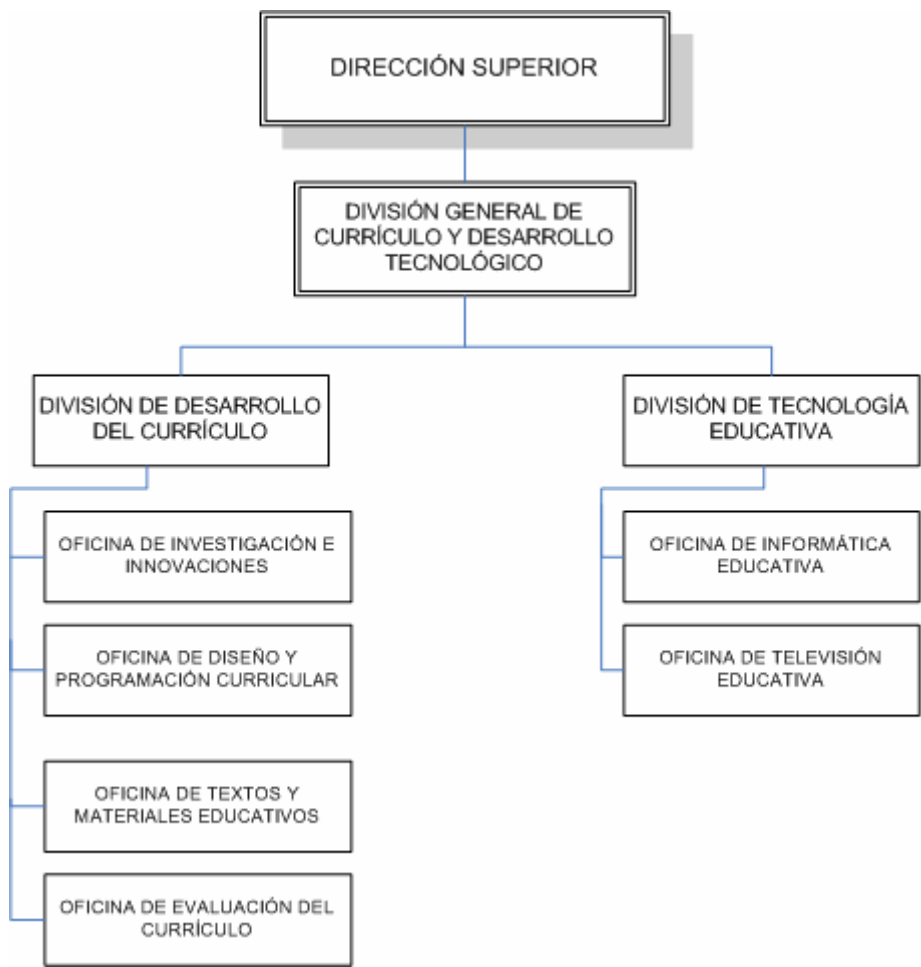 DIRECCIÓN SUPERIOR
DIVISIÓN GENERAL DE
CURRÍCULO Y DESARROLLO
TECNOLÓGICO
DIVISIÓN DE DESARROLLO
DEL CURRÍCULO
OFICINA DE INVESTIGACIÓN E
INNOVACIONES
OFICINA DE DISEÑO Y
PROGRAMACIÓN CURRICULAR
OFICINA DE TEXTOS Y
MATERIALES EDUCATIVOS
OFICINA DE EVALUACIÓN DEL
CURRÍCULO
DIVISIÓN DE TECNOLOGÍA
EDUCATIVA
OFICINA DE INFORMÁTICA
EDUCATIVA
OFICINA DE TELEVISIÓN
EDUCATIVA